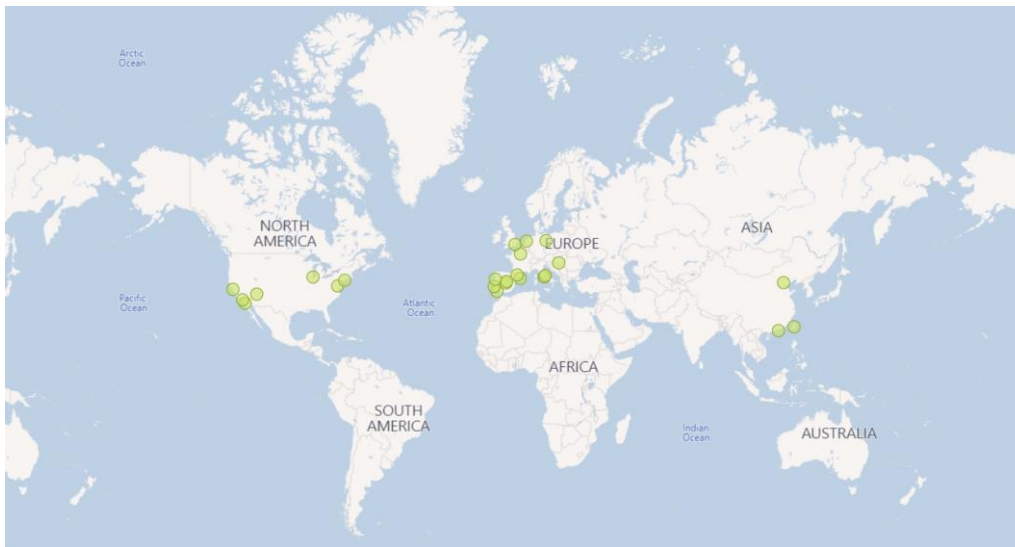 Arctic
Ocean
NORTH
AMERICA
EUROPE
ASIA
Pacific
Ocean
Atlantic
Ocean
AFRICA
SOUTH
AMERICA
Indian
Ocean
AUSTRALIA